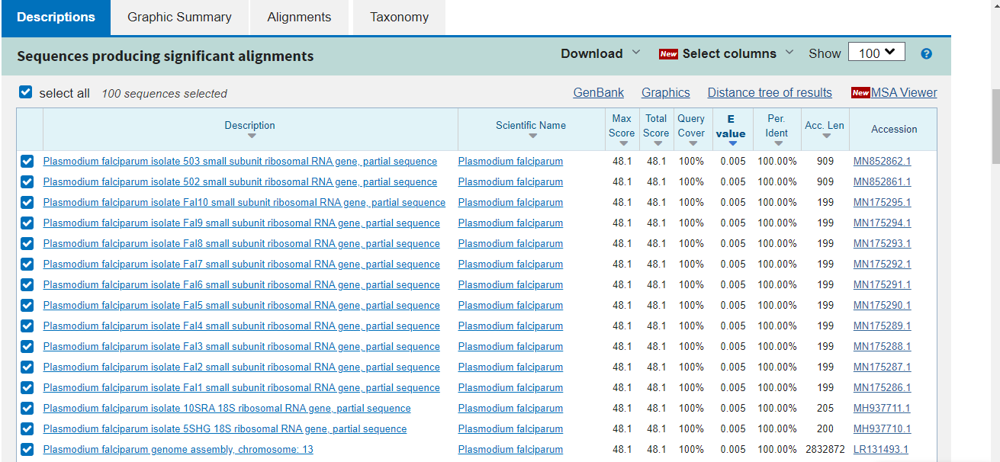 Descriptions Graphic Summary Alignments Taxonomy
Sequences producing significant alignments Download New Select columns Show 100 ?
select all 100 sequences selected GenBank Graphics Distance tree of results New MSA Viewer
Description Scientific Name Max Score Total Score Query Cover E value Per. Ident Acc. Len Accession
Plasmodium falciparum isolate 503 small subunit ribosomal RNA gene, partial sequence Plasmodium falciparum 48.1 48.1 100% 0.005 100.00% 909 MN852862.1
Plasmodium falciparum isolate 502 small subunit ribosomal RNA gene, partial sequence Plasmodium falciparum 48.1 48.1 100% 0.005 100.00% 909 MN852861.1
Plasmodium falciparum isolate Fal10 small subunit ribosomal RNA gene, partial sequence Plasmodium falciparum 48.1 48.1 100% 0.005 100.00% 199 MN175295.1
Plasmodium falciparum isolate Fal9 small subunit ribosomal RNA gene, partial sequence Plasmodium falciparum 48.1 48.1 100% 0.005 100.00% 199 MN175294.1
Plasmodium falciparum isolate Fal8 small subunit ribosomal RNA gene, partial sequence Plasmodium falciparum 48.1 48.1 100% 0.005 100.00% 199 MN175293.1
Plasmodium falciparum isolate Fal7 small subunit ribosomal RNA gene, partial sequence Plasmodium falciparum 48.1 48.1 100% 0.005 100.00% 199 MN175292.1
Plasmodium falciparum isolate Fal6 small subunit ribosomal RNA gene, partial sequence Plasmodium falciparum 48.1 48.1 100% 0.005 100.00% 199 MN175291.1
Plasmodium falciparum isolate Fal5 small subunit ribosomal RNA gene, partial sequence Plasmodium falciparum 48.1 48.1 100% 0.005 100.00% 199 MN175290.1
Plasmodium falciparum isolate Fal4 small subunit ribosomal RNA gene, partial sequence Plasmodium falciparum 48.1 48.1 100% 0.005 100.00% 199 MN175289.1
Plasmodium falciparum isolate Fal3 small subunit ribosomal RNA gene, partial sequence Plasmodium falciparum 48.1 48.1 100% 0.005 100.00% 199 MN175288.1
Plasmodium falciparum isolate Fal2 small subunit ribosomal RNA gene, partial sequence Plasmodium falciparum 48.1 48.1 100% 0.005 100.00% 199 MN175287.1
Plasmodium falciparum isolate Fal1 small subunit ribosomal RNA gene, partial sequence Plasmodium falciparum 48.1 48.1 100% 0.005 100.00% 199 MN175286.1
Plasmodium falciparum isolate 10SRA 18S ribosomal RNA gene, partial sequence Plasmodium falciparum 48.1 48.1 100% 0.005 100.00% 205 MH937711.1
Plasmodium falciparum isolate 5SHG 18S ribosomal RNA gene, partial sequence Plasmodium falciparum 48.1 48.1 100% 0.005 100.00% 200 MH937710.1
Plasmodium falciparum genome assembly, chromosome: 13 Plasmodium falciparum 48.1 48.1 100% 0.005 100.00% 2832872 LR131493.1